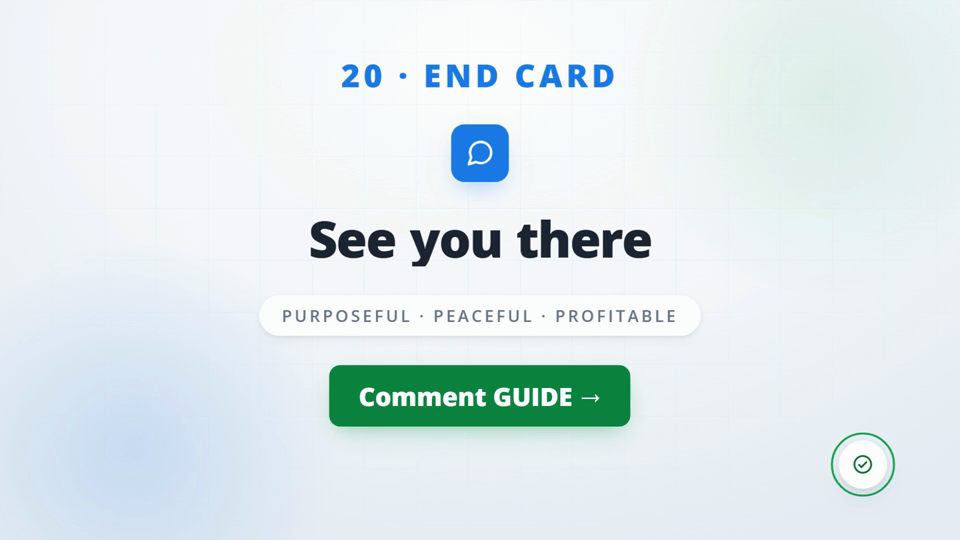 20 · END CARD
See you there
PURPOSEFUL · PEACEFUL · PROFITABLE
Comment GUIDE →